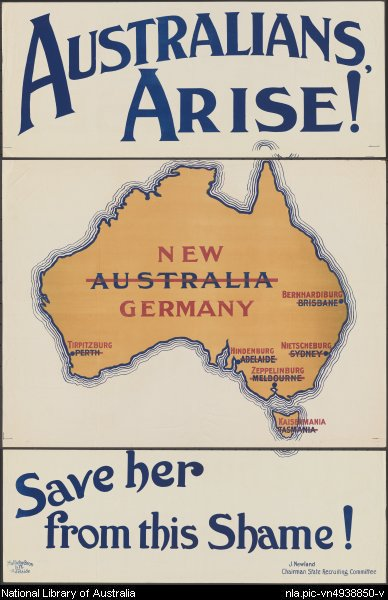 AUSTRALIANS,
ARISE!
NEW
AUSTRALIA
GERMANY
BERNHARDIBURG
BRISBANE
TIRPITZBURG
PERTH
HINDENBURG
ADELAIDE
NIETSCHEBURG
SYDNEY
ZEPPELINBURG
MELBOURNE
KAISERMANIA
TASMANIA
Save her
from this Shame!
J. Newland
Chairman State Recruiting Committee
National Library of Australia
nla.pic-vn4938850-v